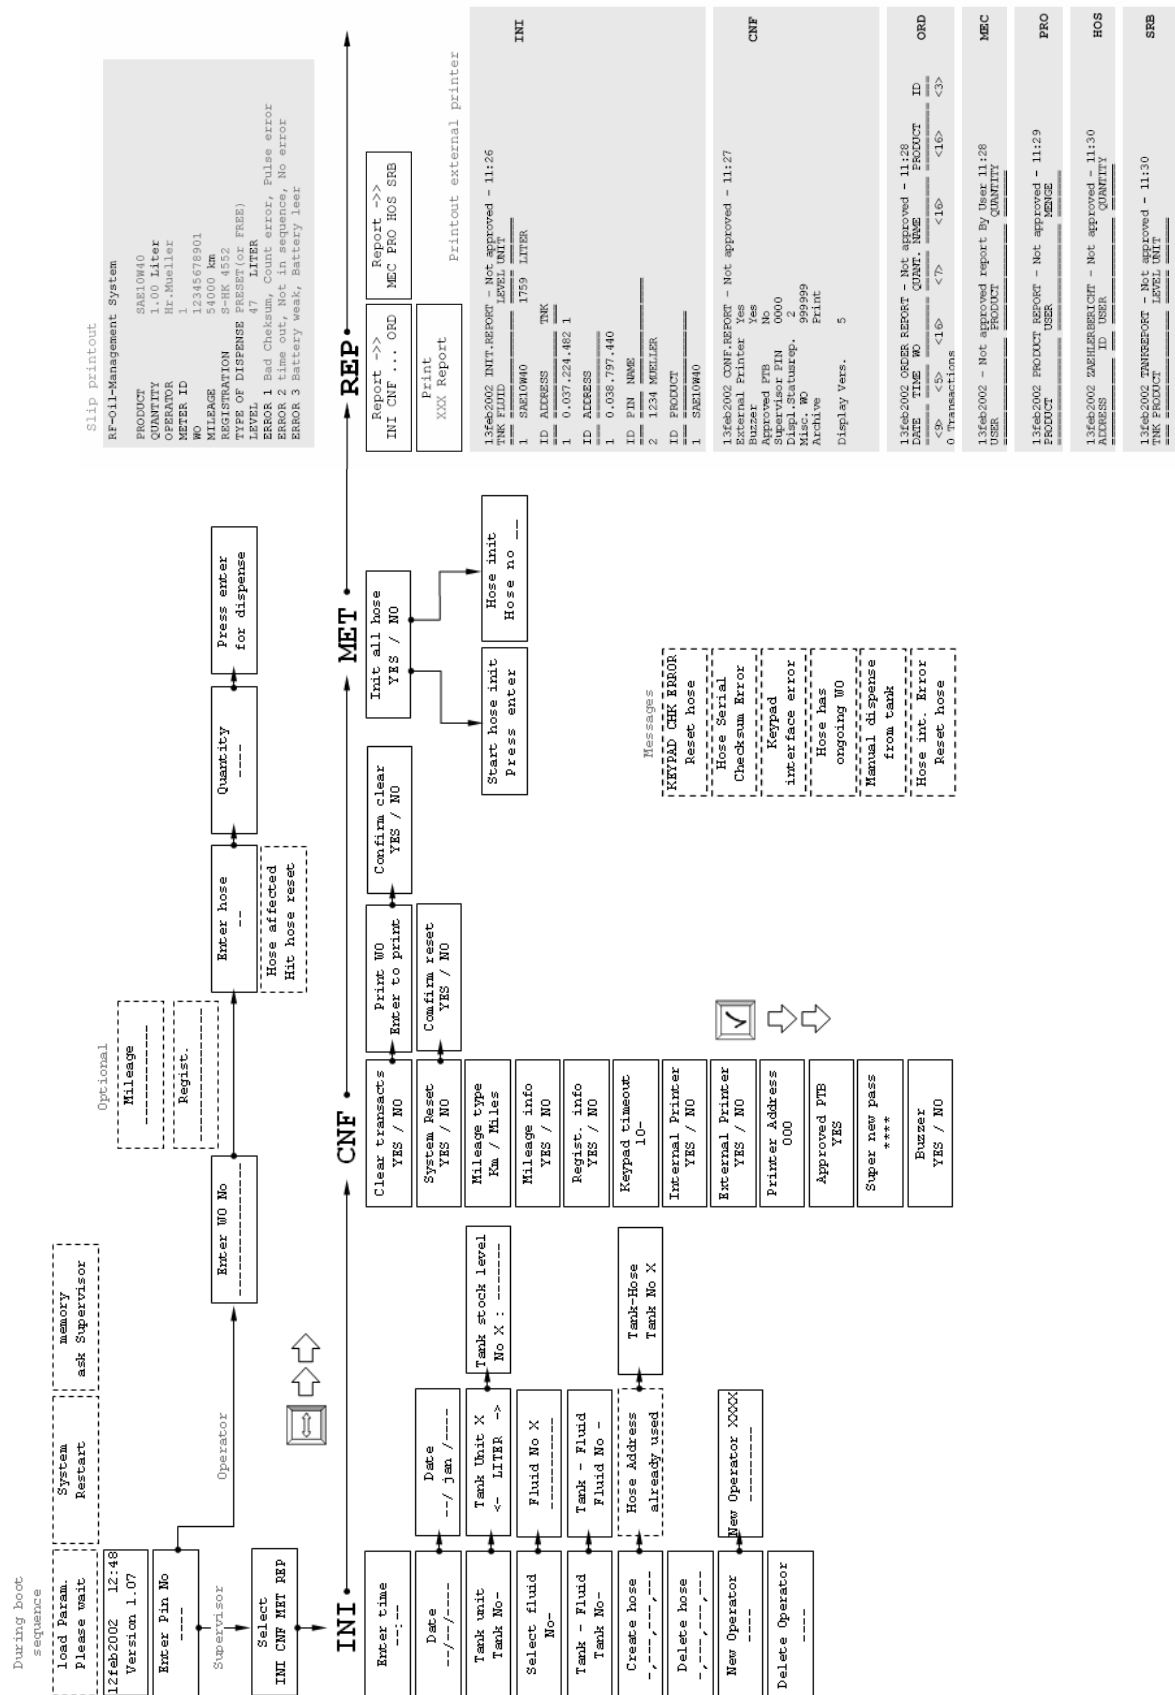 During boot
sequence
load Param.
Please wait
System
Restart
memory
ask Supervisor
12feb2002 12:48
Version 1.07
Enter Pin No
----
Supervisor
Operator
Select
INI CNF MET REP
Optional
Mileage
----------
Regist.
------------
Enter WO No
----------------
Enter hose
--
Hose affected
Hit hose reset
Quantity
----
Press enter
for dispense
INI
CNF
MET
REP
Enter time
--:--
Date
--/--/----
Date
--/ jan /----
Tank unit
Tank No-
Tank Unit X
<- LITER ->
Tank stock level
No X : -------
Select fluid
No-
Fluid No X
----------
Tank - Fluid
Tank No-
Tank - Fluid
Fluid No -
Create hose
-,---,---,---
Hose Address
already used
Tank-Hose
Tank No X
Delete hose
-,---,---,---
New Operator
----
New Operator XXXX
----------
Delete Operator
----
Clear transacts
YES / NO
Print WO
Enter to print
Confirm clear
YES / NO
System Reset
YES / NO
Comfirm reset
YES / NO
Mileage type
Km / Miles
Mileage info
YES / NO
Regist. info
YES / NO
Keypad timeout
10-
Internal Printer
YES / NO
External Printer
YES / NO
Printer Address
000
Approved PTB
YES
Super new pass
****
Buzzer
YES / NO
Init all hose
YES / NO
Start hose init
Press enter
Hose init
Hose no __
Messages
KEYPAD CHK ERROR
Reset hose
Hose Serial
Checksum Error
Keypad
interface error
Hose has
ongoing WO
Manual dispense
from tank
Hose int. Error
Reset hose
Slip printout
RF-Oil-Management System
PRODUCT SAE10W40
QUANTITY 1.00 Liter
OPERATOR Hr.Mueller
METER ID 1
WO 12345678901
MILEAGE 54000 km
REGISTRATION S-HK 4552
TYPE OF DISPENSE PRESET(or FREE)
LEVEL 47 LITER
ERROR 1 Bad Cheksum, Count error, Pulse error
ERROR 2 time out, Not in sequence, No error
ERROR 3 Battery weak, Battery leer
Report ->>
INI CNF ... ORD
Report ->>
MEC PRO HOS SRB
Print
XXX Report
Printout external printer
13feb2002 INIT.REPORT - Not approved - 11:26
INI
TNK FLUID LEVEL UNIT
1 SAE10W40 1759 LITER
ID ADDRESS TNK
1 0.037.224.482 1
ID ADDRESS
1 0.038.797.440
ID PIN NAME
2 1234 MUELLER
ID PRODUCT
1 SAE10W40
13feb2002 CONF.REPORT - Not approved - 11:27
CNF
External Printer Yes
Buzzer Yes
Approved PTB No
Supervisor PIN 0000
Displ.Statusrep. 2
Misc. WO 999999
Archive Print
Display Vers. 5
13feb2002 ORDER REPORT - Not approved - 11:28
ORD
DATE TIME WO QUANT. NAME PRODUCT ID
<9> <5> <16> <7> <16> <16> <3>
0 Transactions
13feb2002 - Not approved report By User 11:28
MEC
USER PRODUCT QUANTITY
13feb2002 PRODUCT REPORT - Not approved - 11:29
PRO
PRODUCT USER MENGE
13feb2002 ZAEHLERBERICHT - Not approved - 11:30
HOS
ADDRESS ID USER QUANTITY
13feb2002 TANKREPORT - Not approved - 11:30
SRB
TNK PRODUCT LEVEL UNIT